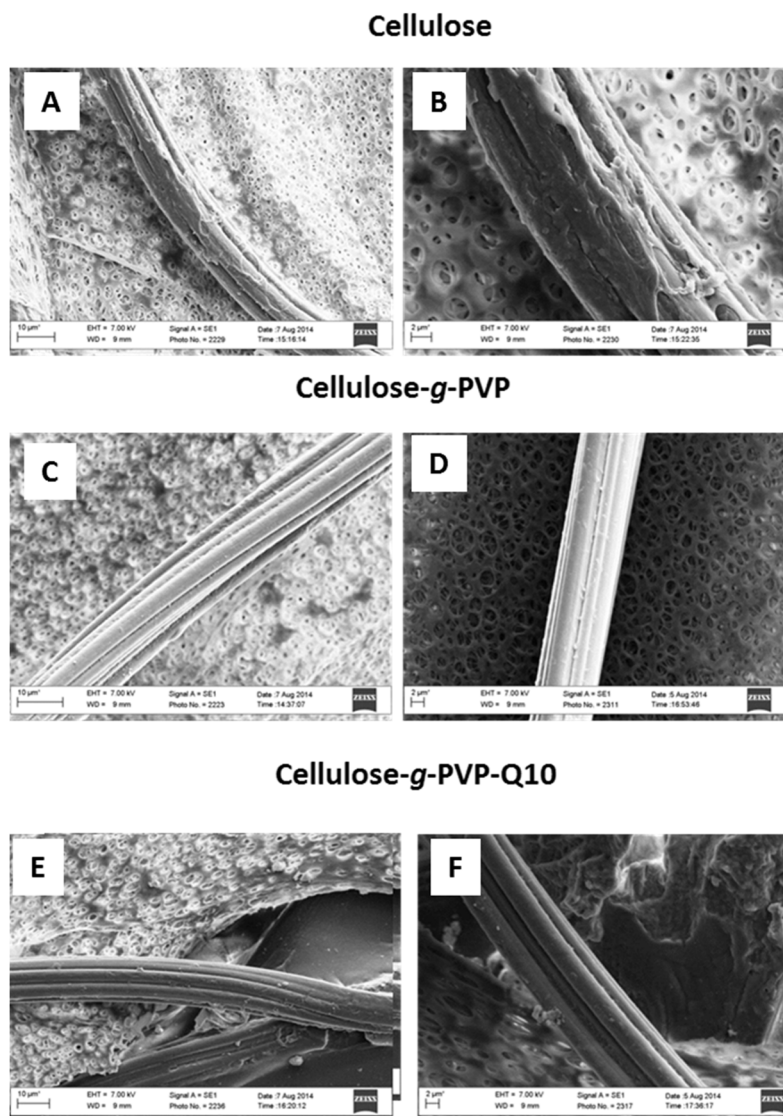 Cellulose
A
B
10 µm* EHT = 7.00 kV Signal A = SE1 Date :7 Aug 2014 ZEISS
WD = 9 mm Photo No. = 2229 Time :15:16:14
2 µm* EHT = 7.00 kV Signal A = SE1 Date :7 Aug 2014 ZEISS
WD = 9 mm Photo No. = 2230 Time :15:22:35
Cellulose-g-PVP
C
D
10 µm* EHT = 7.00 kV Signal A = SE1 Date :7 Aug 2014 ZEISS
WD = 9 mm Photo No. = 2223 Time :14:37:07
2 µm* EHT = 7.00 kV Signal A = SE1 Date :5 Aug 2014 ZEISS
WD = 9 mm Photo No. = 2311 Time :16:53:46
Cellulose-g-PVP-Q10
E
F
10 µm* EHT = 7.00 kV Signal A = SE1 Date :7 Aug 2014 ZEISS
WD = 9 mm Photo No. = 2236 Time :16:20:12
2 µm* EHT = 7.00 kV Signal A = SE1 Date :5 Aug 2014 ZEISS
WD = 9 mm Photo No. = 2317 Time :17:36:17